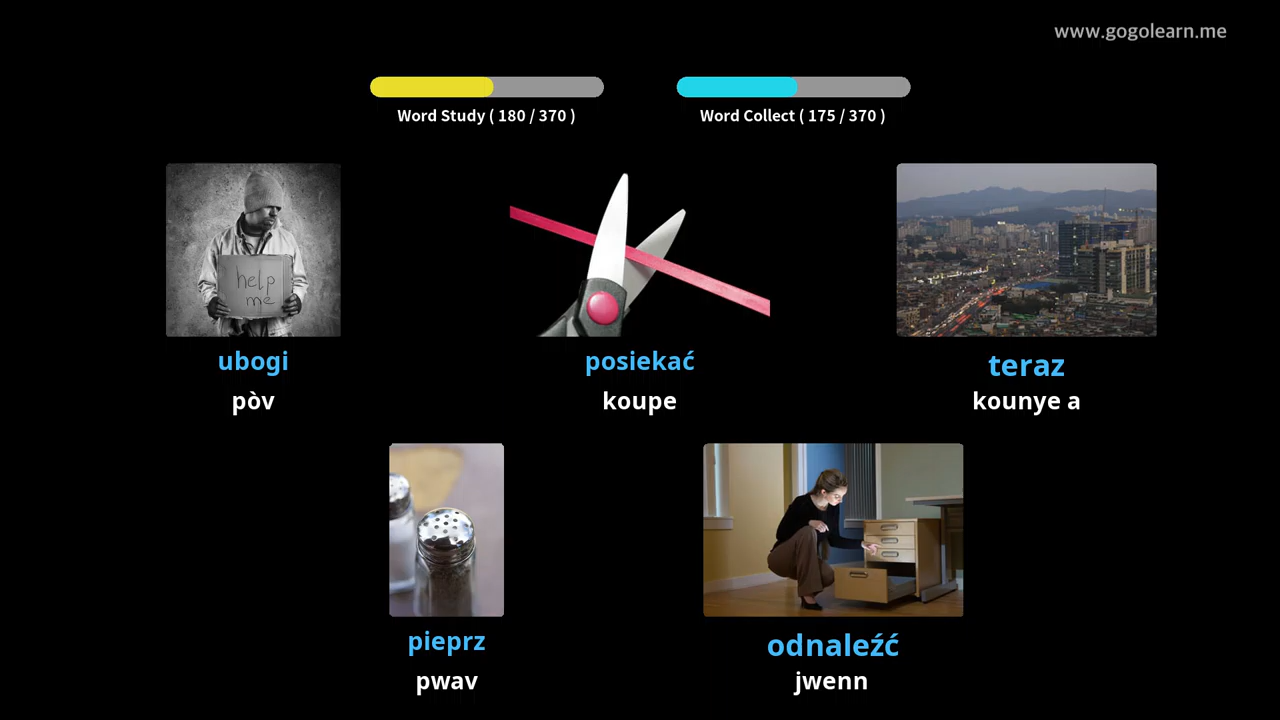 www.gogolearn.me
Word Study ( 180 / 370 )
Word Collect ( 175 / 370 )
help
me
ubogi
pòv
posiekać
koupe
teraz
kounye a
pieprz
pwav
odnaleźć
jwenn